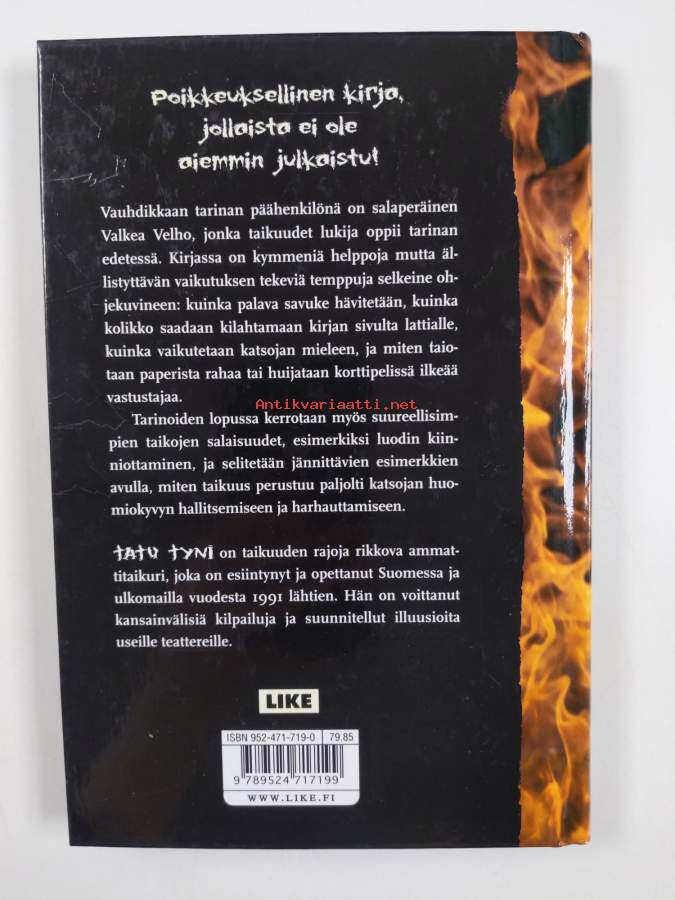 Poikkeuksellinen kirja,
jollaista ei ole
aiemmin julkaistu!
Vauhdikkaan tarinan päähenkilönä on salaperäinen
Valkea Velho, jonka taikuudet lukija oppii tarinan
edetessä. Kirjassa on kymmeniä helppoja mutta äl-
listyttävän vaikutuksen tekeviä temppuja selkeine oh-
jekuvineen: kuinka palava savuke hävitetään, kuinka
kolikko saadaan kilahtamaan kirjan sivulta lattialle,
kuinka vaikutetaan katsojan mieleen, ja miten taio-
taan paperista rahaa tai huijataan korttipelissä ilkeää
vastustajaa.
Antikvariaatti.net
Tarinoiden lopussa kerrotaan myös suureellisim-
pien taikojen salaisuudet, esimerkiksi luodin kiin-
niottaminen, ja selitetään jännittävien esimerkkien
avulla, miten taikuus perustuu paljolti katsojan huo-
miokyvyn hallitsemiseen ja harhauttamiseen.
TATU TYNI on taikuuden rajoja rikkova ammat-
titaikuri, joka on esiintynyt ja opettanut Suomessa ja
ulkomailla vuodesta 1991 lähtien. Hän on voittanut
kansainvälisiä kilpailuja ja suunnitellut illuusioita
useille teattereille.
LIKE
ISBN 952-471-719-0 79.85
9 789524 717199
WWW.LIKE.FI